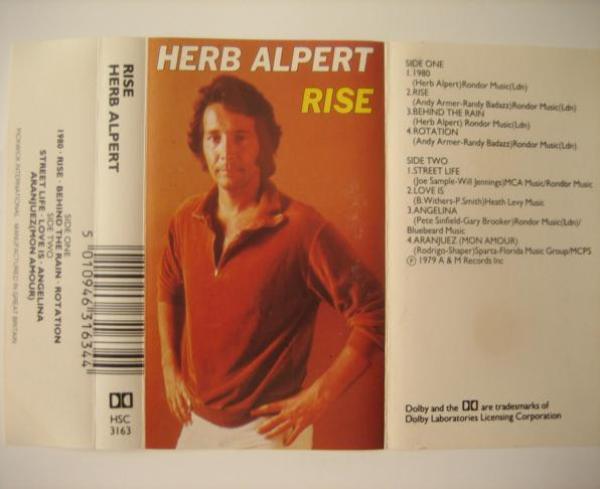 PICKWICK INTERNATIONAL MANUFACTURED IN GREAT BRITAIN
SIDE ONE
1980 · RISE · BEHIND THE RAIN · ROTATION
SIDE TWO
STREET LIFE · LOVE IS · ANGELINA
ARANJUEZ (MON AMOUR)
RISE
HERB ALPERT
5 010946 316344
HSC
3163
HERB ALPERT
RISE
SIDE ONE
1.1980
(Herb Alpert)Rondor Music(Ldn)
2.RISE
(Andy Armer-Randy Badazz)Rondor Music(Ldn)
3.BEHIND THE RAIN
(Herb Alpert) Rondor Music(Ldn)
4.ROTATION
(Andy Armer-Randy Badazz)Rondor Music(Ldn)
SIDE TWO
1.STREET LIFE
(Joe Sample-Will Jennings)MCA Music/Rondor Music
2.LOVE IS
(B.Withers-P.Smith)Heath Levy Music
3.ANGELINA
(Pete Sinfield-Gary Brooker)Rondor Music(Ldn)/
Bluebeard Music
4.ARANJUEZ (MON AMOUR)
(Rodrigo-Shaper)Sparta-Florida Music Group/MCPS
Ⓟ 1979 A & M Records Inc
Dolby and the are trademarks of
Dolby Laboratories Licensing Corporation